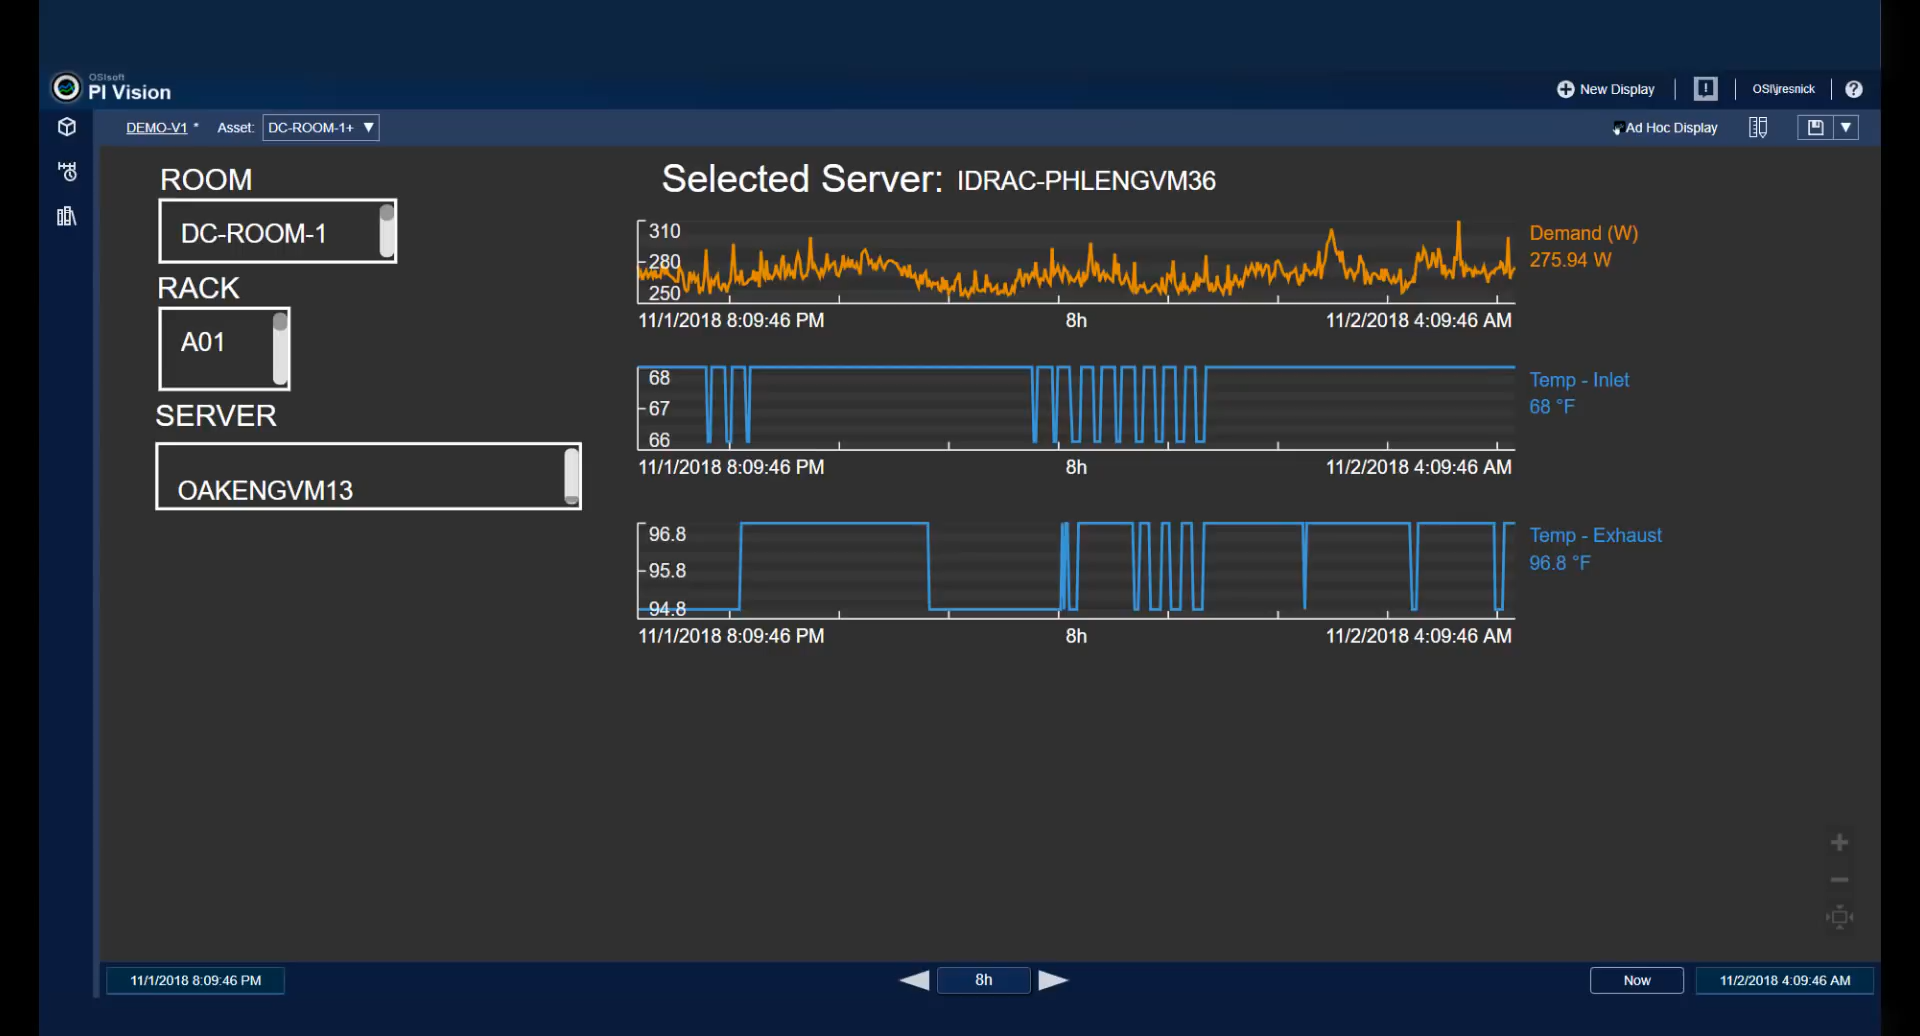 OSIsoft
PI Vision
New Display
OSI\jresnick
DEMO-V1 *
Asset:
DC-ROOM-1+
Ad Hoc Display
ROOM
DC-ROOM-1
RACK
A01
SERVER
OAKENGVM13
Selected Server: IDRAC-PHLENGVM36
310
280
250
11/1/2018 8:09:46 PM
8h
11/2/2018 4:09:46 AM
Demand (W)
275.94 W
68
67
66
11/1/2018 8:09:46 PM
8h
11/2/2018 4:09:46 AM
Temp - Inlet
68 °F
96.8
95.8
94.8
11/1/2018 8:09:46 PM
8h
11/2/2018 4:09:46 AM
Temp - Exhaust
96.8 °F
11/1/2018 8:09:46 PM
8h
Now
11/2/2018 4:09:46 AM